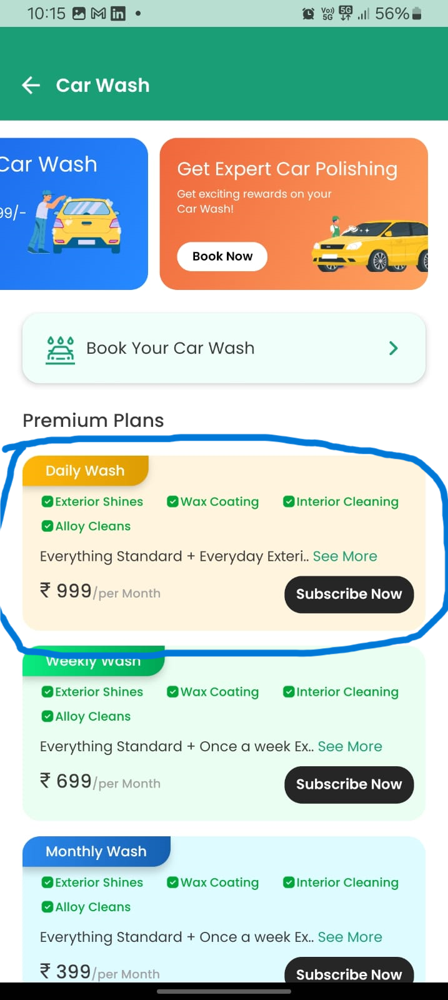 10:15 Vo)) 5G 5G 56%
Car Wash
Car Wash
99/-
Get Expert Car Polishing
Get exciting rewards on your
Car Wash!
Book Now
Book Your Car Wash
Premium Plans
Daily Wash
Exterior Shines Wax Coating Interior Cleaning
Alloy Cleans
Everything Standard + Everyday Exteri.. See More
₹ 999/per Month Subscribe Now
Weekly Wash
Exterior Shines Wax Coating Interior Cleaning
Alloy Cleans
Everything Standard + Once a week Ex.. See More
₹ 699/per Month Subscribe Now
Monthly Wash
Exterior Shines Wax Coating Interior Cleaning
Alloy Cleans
Everything Standard + Once a week Ex.. See More
₹ 399/per Month Subscribe Now